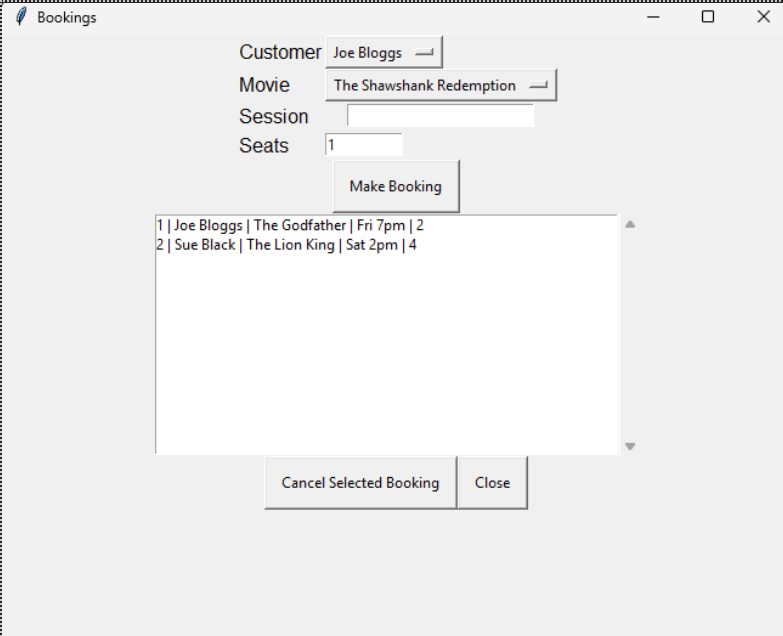 Bookings
Customer Joe Bloggs
Movie The Shawshank Redemption
Session
Seats 1
Make Booking
1 | Joe Bloggs | The Godfather | Fri 7pm | 2
2 | Sue Black | The Lion King | Sat 2pm | 4
Cancel Selected Booking Close